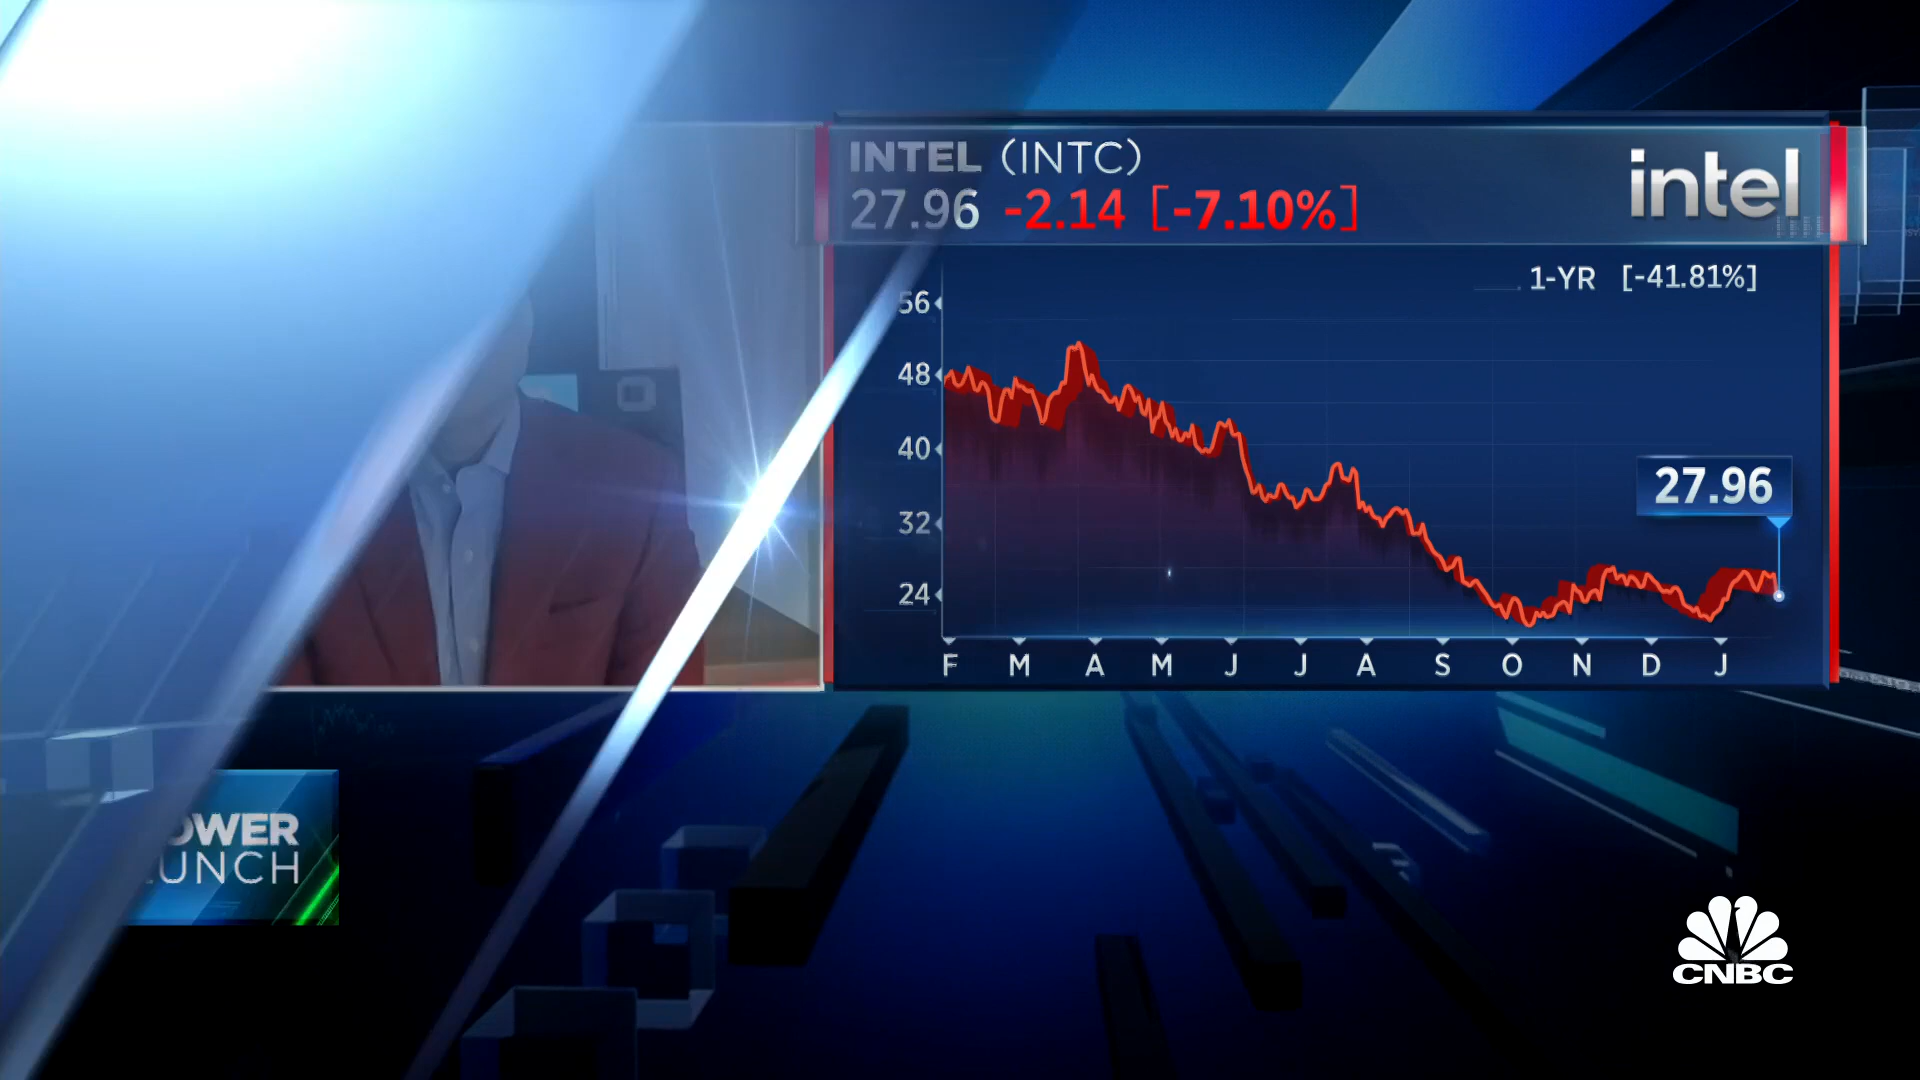 INTEL (INTC)
27.96 -2.14 [-7.10%]
intel
1-YR [-41.81%]
56
48
40
32
24
27.96
F M A M J J A S O N D J
OWER
UNCH
CNBC